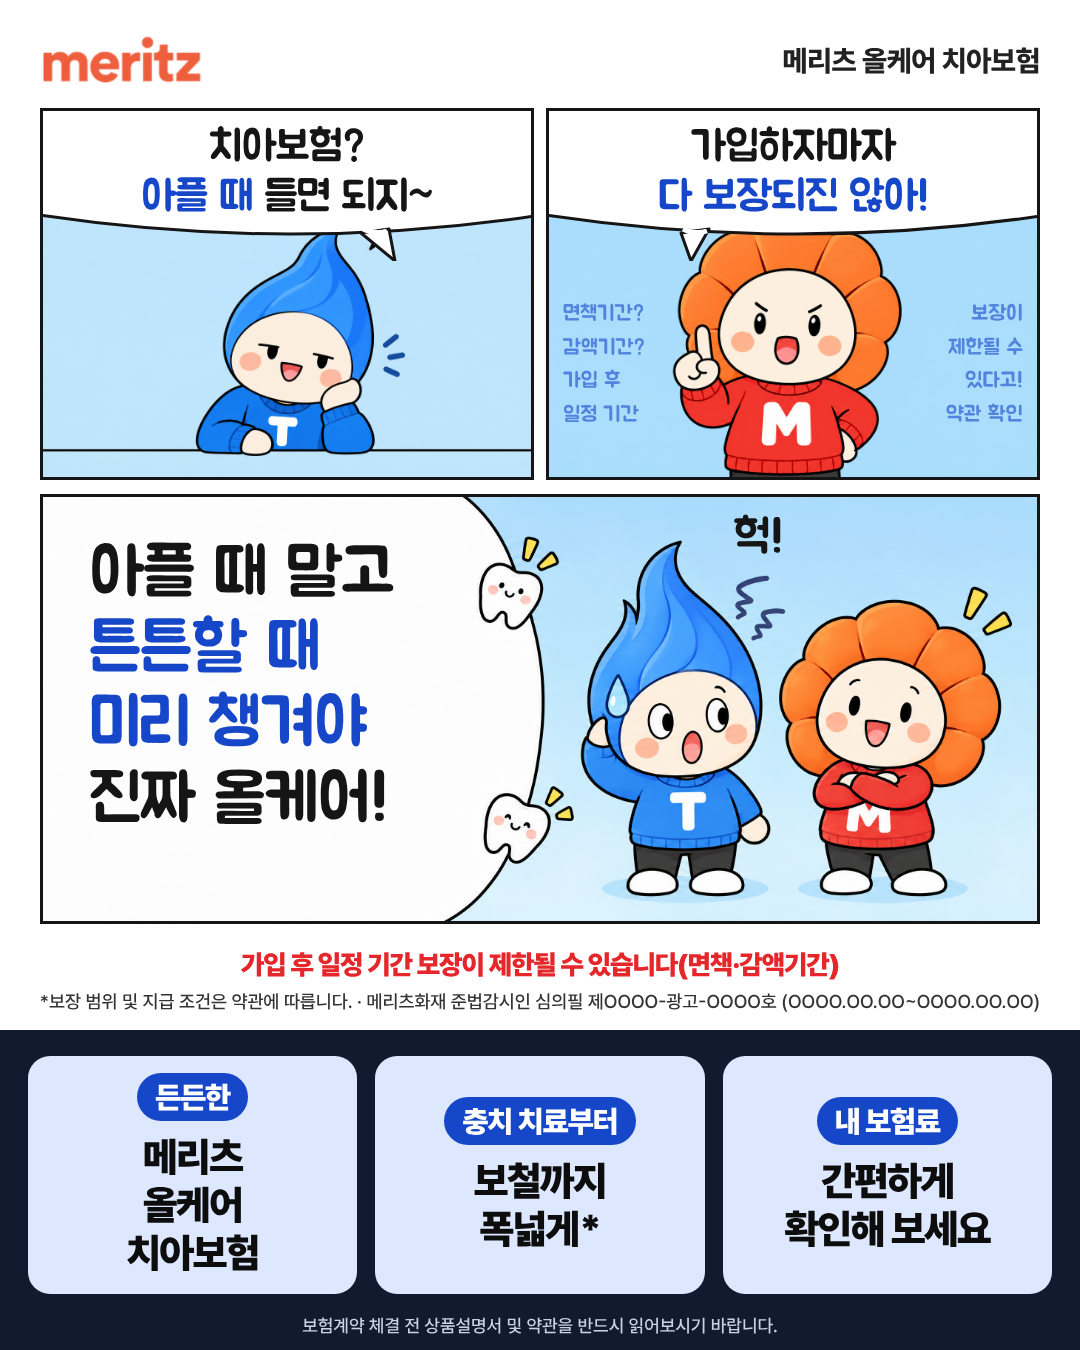 meritz
메리츠 올케어 치아보험
치아보험?
아플 때 들면 되지~
T
가입하자마자
다 보장되진 않아!
면책기간?
감액기간?
가입 후
일정 기간
보장이
제한될 수
있다고!
약관 확인
M
아플 때 말고
튼튼할 때
미리 챙겨야
진짜 올케어!
헉!
T
M
가입 후 일정 기간 보장이 제한될 수 있습니다(면책·감액기간)
*보장 범위 및 지급 조건은 약관에 따릅니다. · 메리츠화재 준법감시인 심의필 제OOOO-광고-OOOO호 (OOOO.OO.OO~OOOO.OO.OO)
든든한
메리츠
올케어
치아보험
충치 치료부터
보철까지
폭넓게*
내 보험료
간편하게
확인해 보세요
보험계약 체결 전 상품설명서 및 약관을 반드시 읽어보시기 바랍니다.